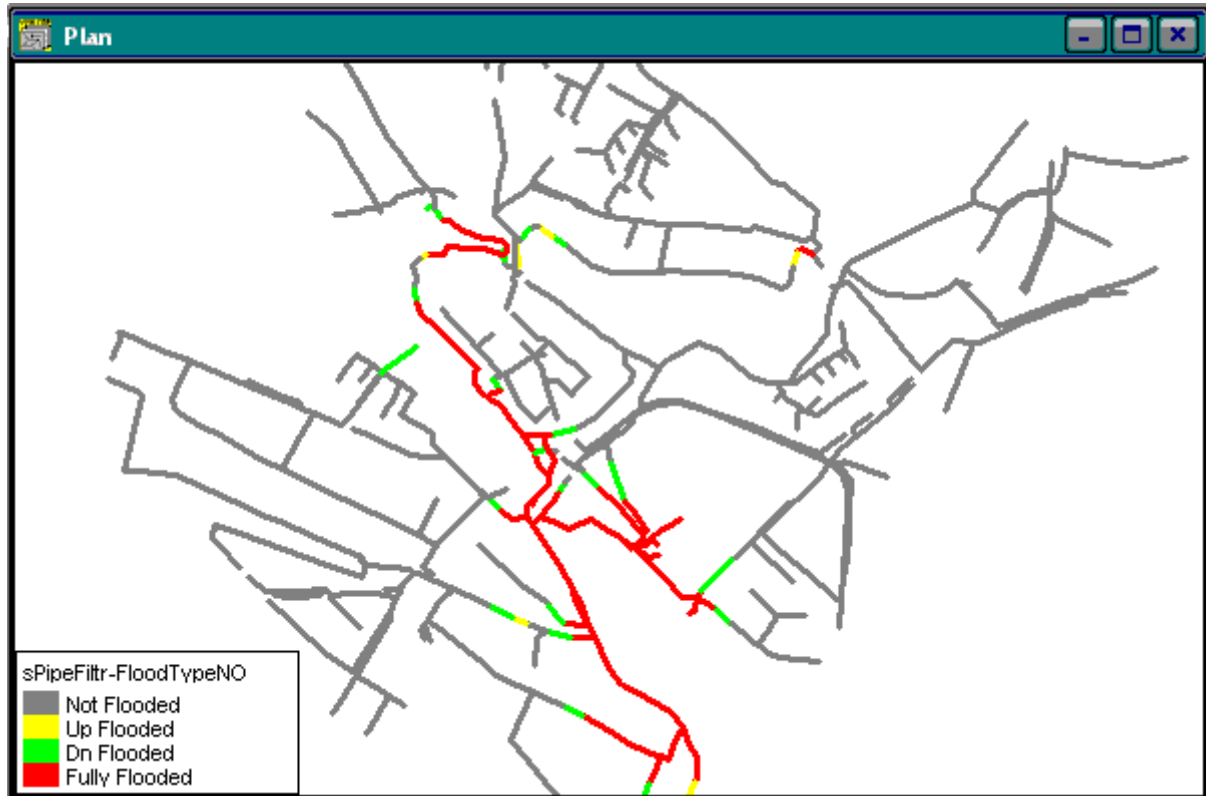 Plan
sPipeFiltr-FloodTypeNO
Not Flooded
Up Flooded
Dn Flooded
Fully Flooded